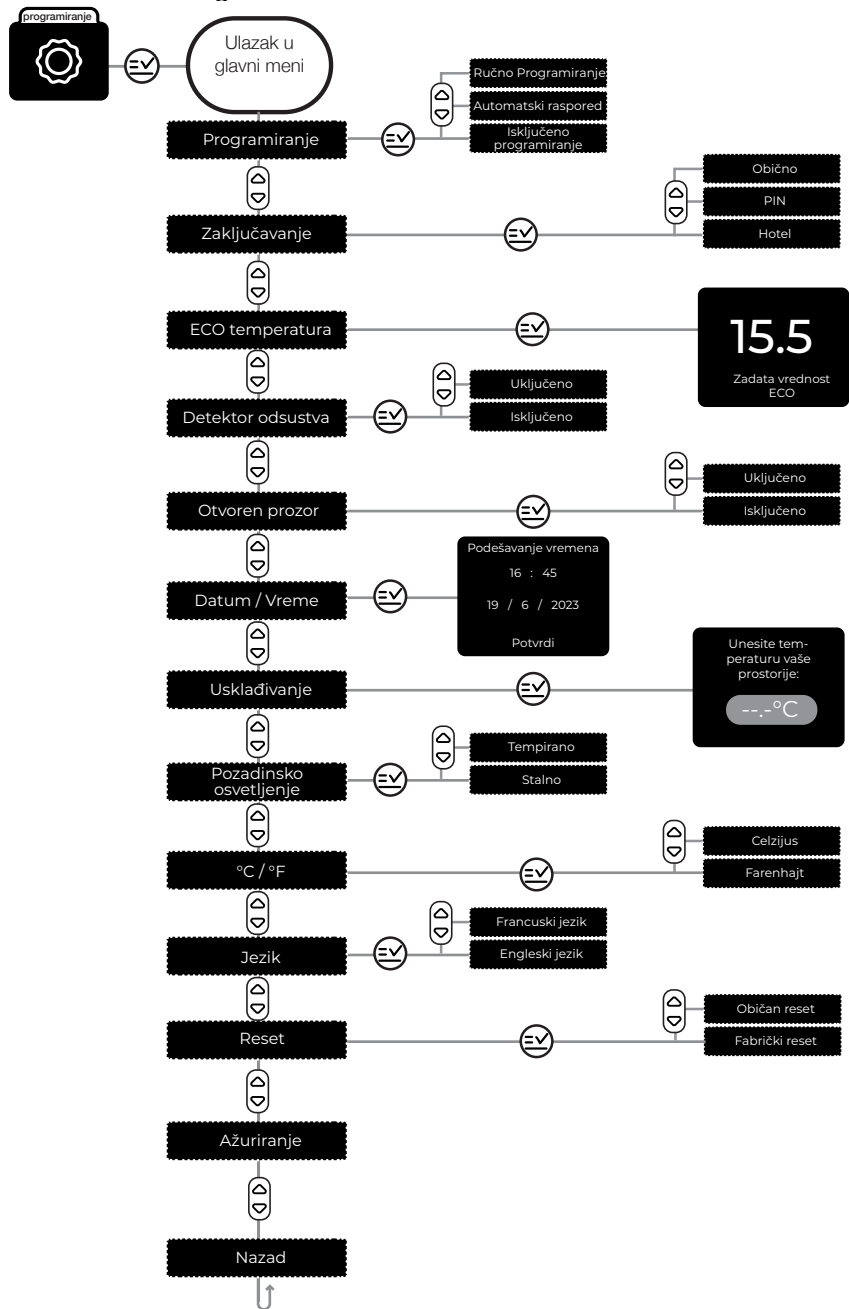 programiranje
Ulazak u
glavni meni
Programiranje
Ručno Programiranje
Automatski raspored
Isključeno
programiranje
Zaključavanje
Obično
PIN
Hotel
ECO temperatura
15.5
Zadata vrednost
ECO
Detektor odsustva
Uključeno
Isključeno
Otvoren prozor
Uključeno
Isključeno
Datum / Vreme
Podešavanje vremena
16 : 45
19 / 6 / 2023
Potvrdi
Usklađivanje
Unesite tem-
peraturu vaše
prostorije:
--.-°C
Pozadinsko
osvetljenje
Tempirano
Stalno
°C / °F
Celzijus
Farenhajt
Jezik
Francuski jezik
Engleski jezik
Reset
Običan reset
Fabrički reset
Ažuriranje
Nazad